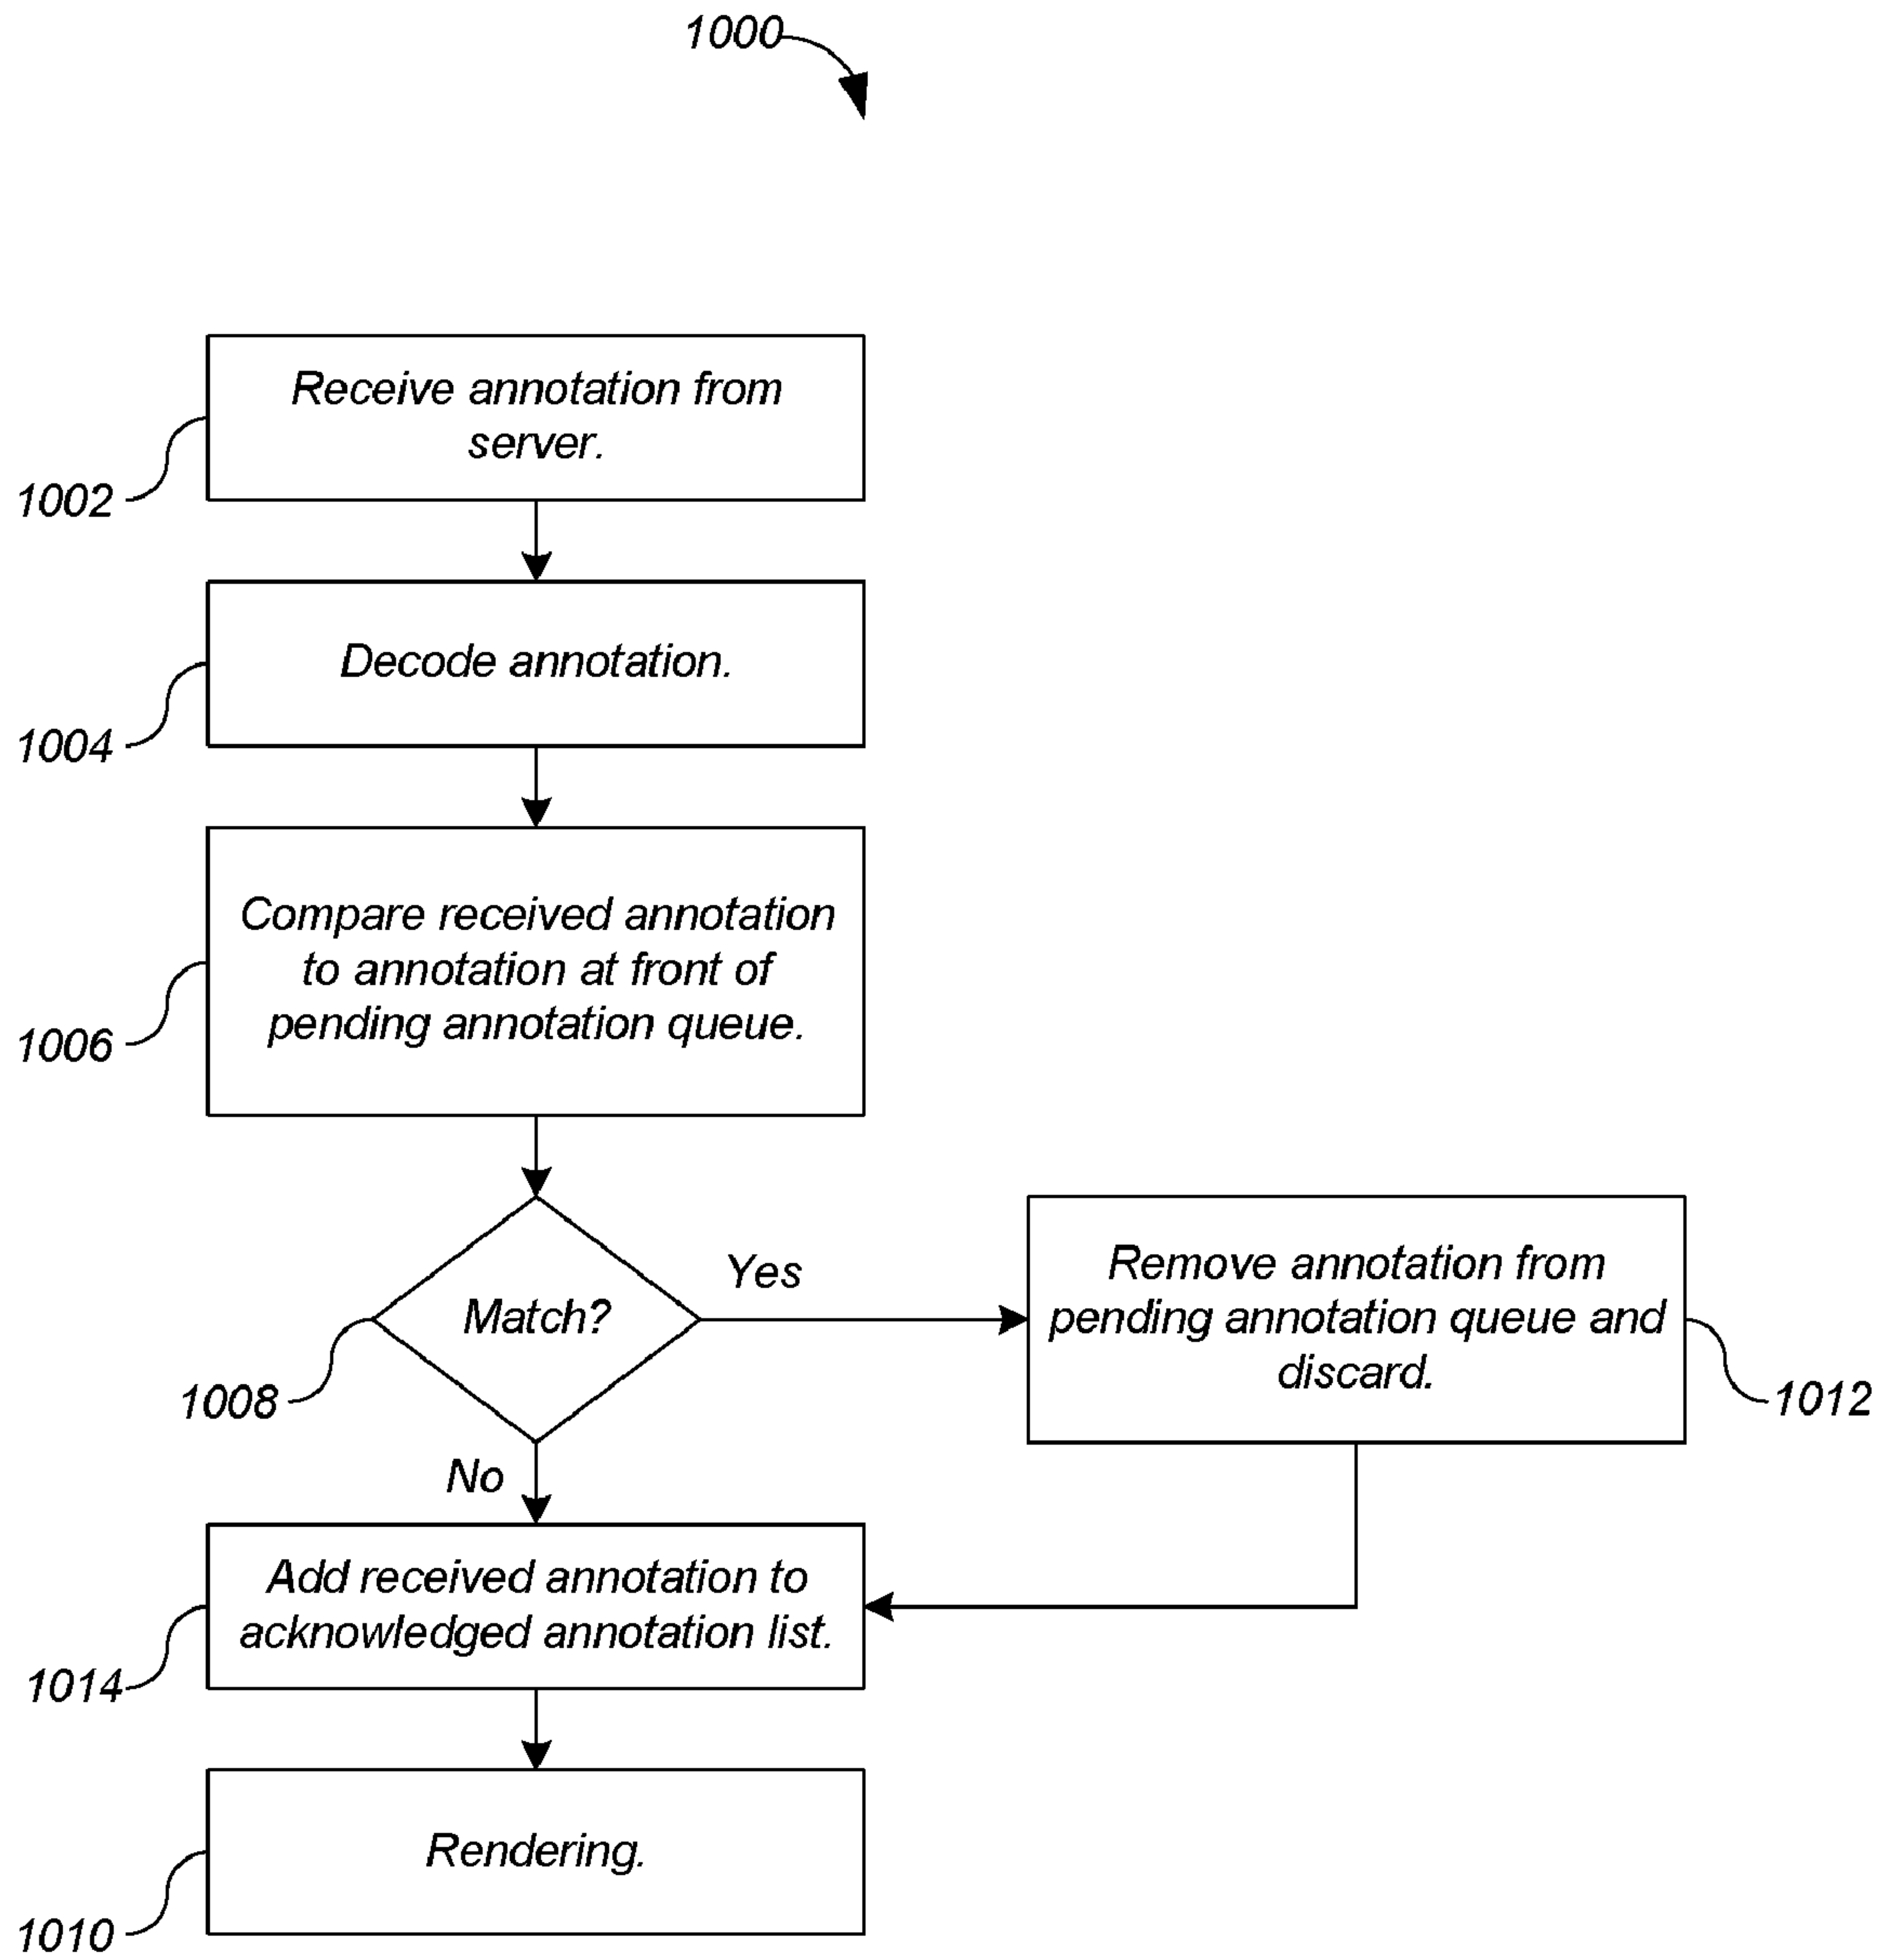 1000
Receive annotation from
server.
1002
Decode annotation.
1004
Compare received annotation
to annotation at front of
pending annotation queue.
1006
Match?
1008
Yes
Remove annotation from
pending annotation queue and
discard.
1012
No
Add received annotation to
acknowledged annotation list.
1014
Rendering.
1010